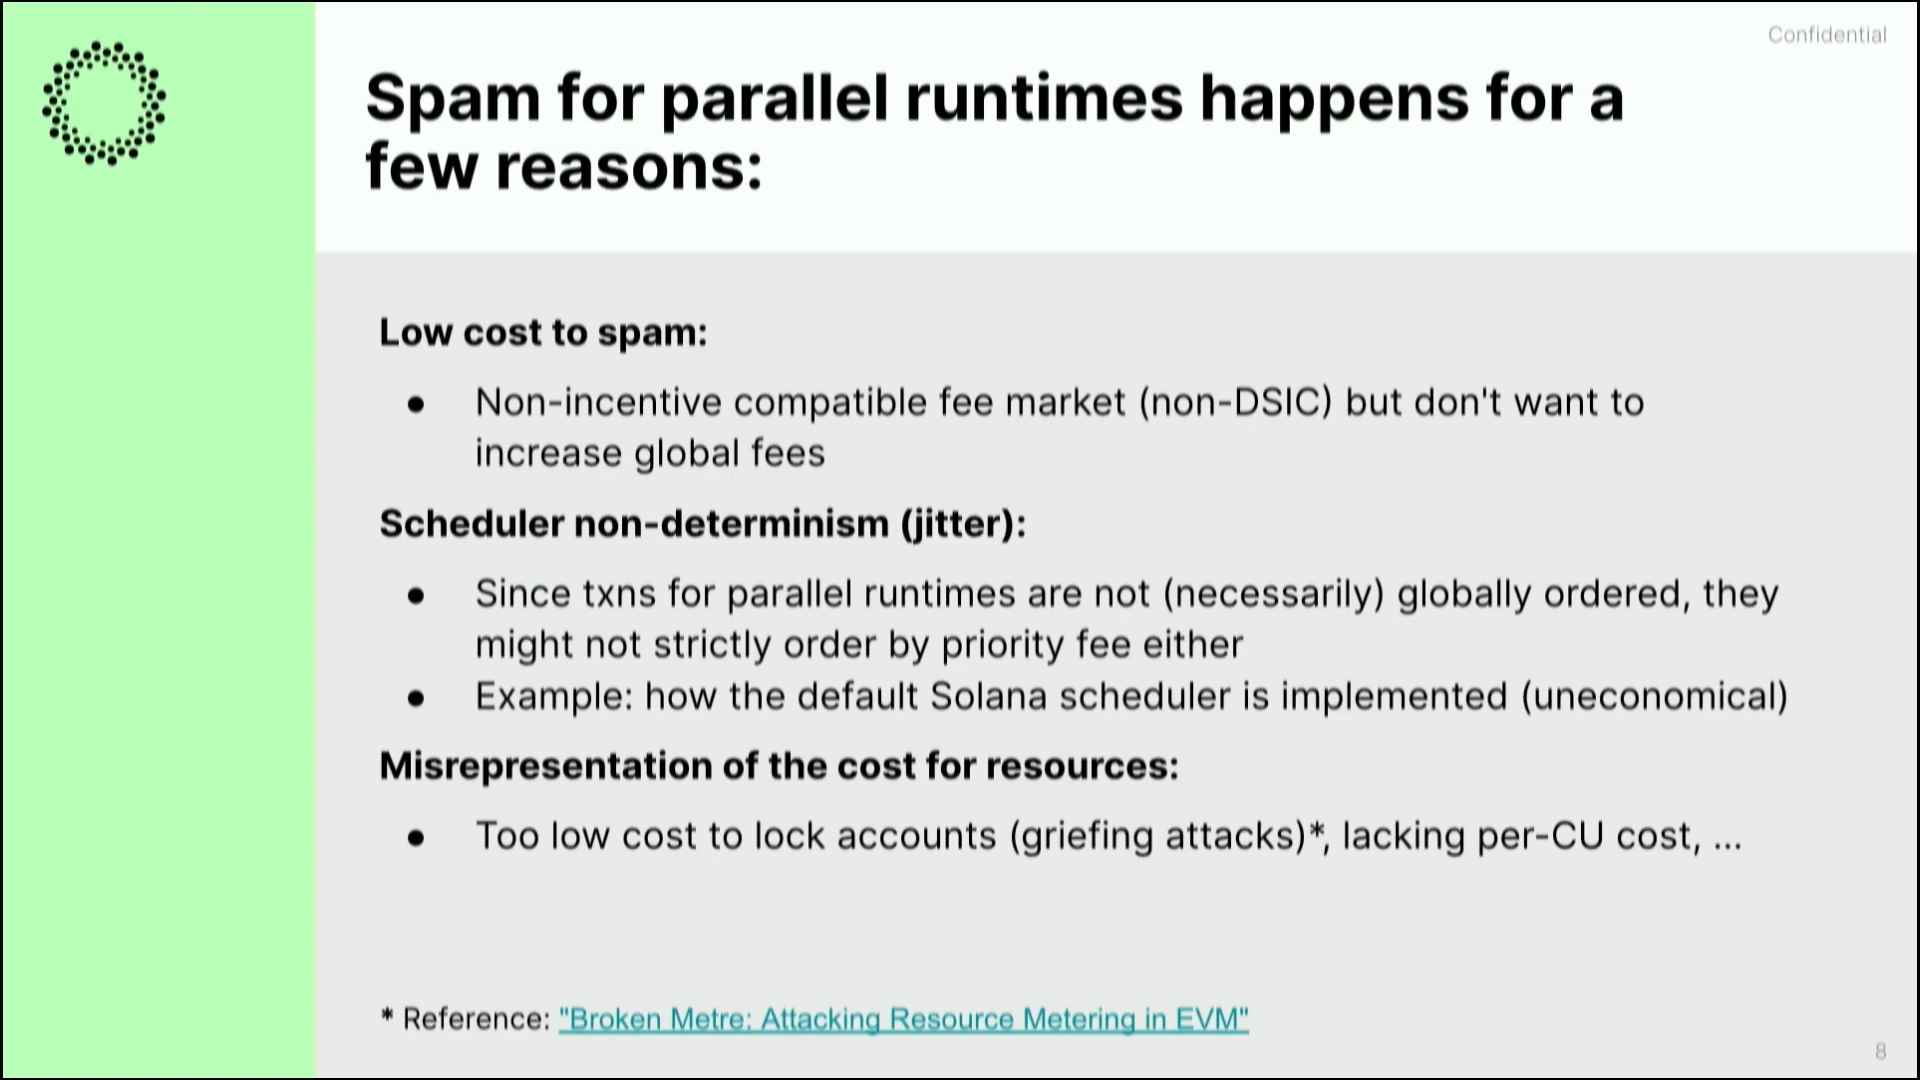 Confidential
Spam for parallel runtimes happens for a
few reasons:
Low cost to spam:
● Non-incentive compatible fee market (non-DSIC) but don't want to
increase global fees
Scheduler non-determinism (jitter):
● Since txns for parallel runtimes are not (necessarily) globally ordered, they
might not strictly order by priority fee either
● Example: how the default Solana scheduler is implemented (uneconomical)
Misrepresentation of the cost for resources:
● Too low cost to lock accounts (griefing attacks)*, lacking per-CU cost, ...
* Reference: "Broken Metre: Attacking Resource Metering in EVM"
8